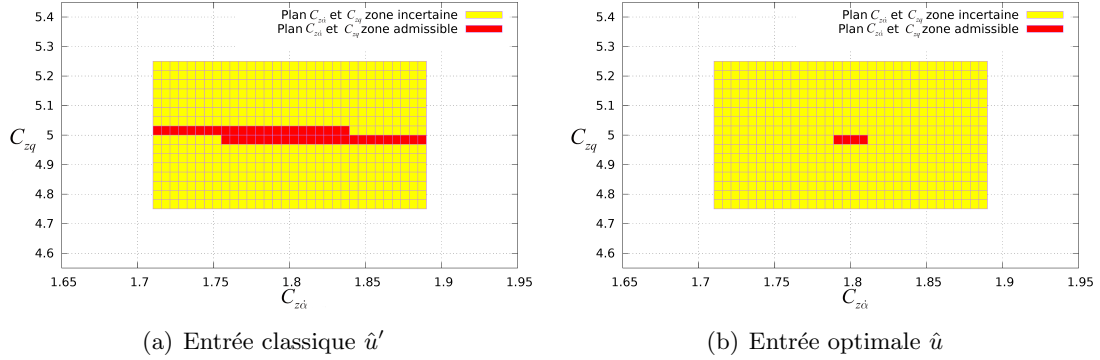 Plan C_{zα̇} et C_{zq} zone incertaine
Plan C_{zα̇} et C_{zq} zone admissible
5.4
5.3
5.2
5.1
5
4.9
4.8
4.7
4.6
C_{zq}
1.65 1.7 1.75 1.8 1.85 1.9 1.95
C_{zα̇}
(a) Entrée classique û′
Plan C_{zα̇} et C_{zq} zone incertaine
Plan C_{zα̇} et C_{zq} zone admissible
5.4
5.3
5.2
5.1
5
4.9
4.8
4.7
4.6
C_{zq}
1.65 1.7 1.75 1.8 1.85 1.9 1.95
C_{zα̇}
(b) Entrée optimale û